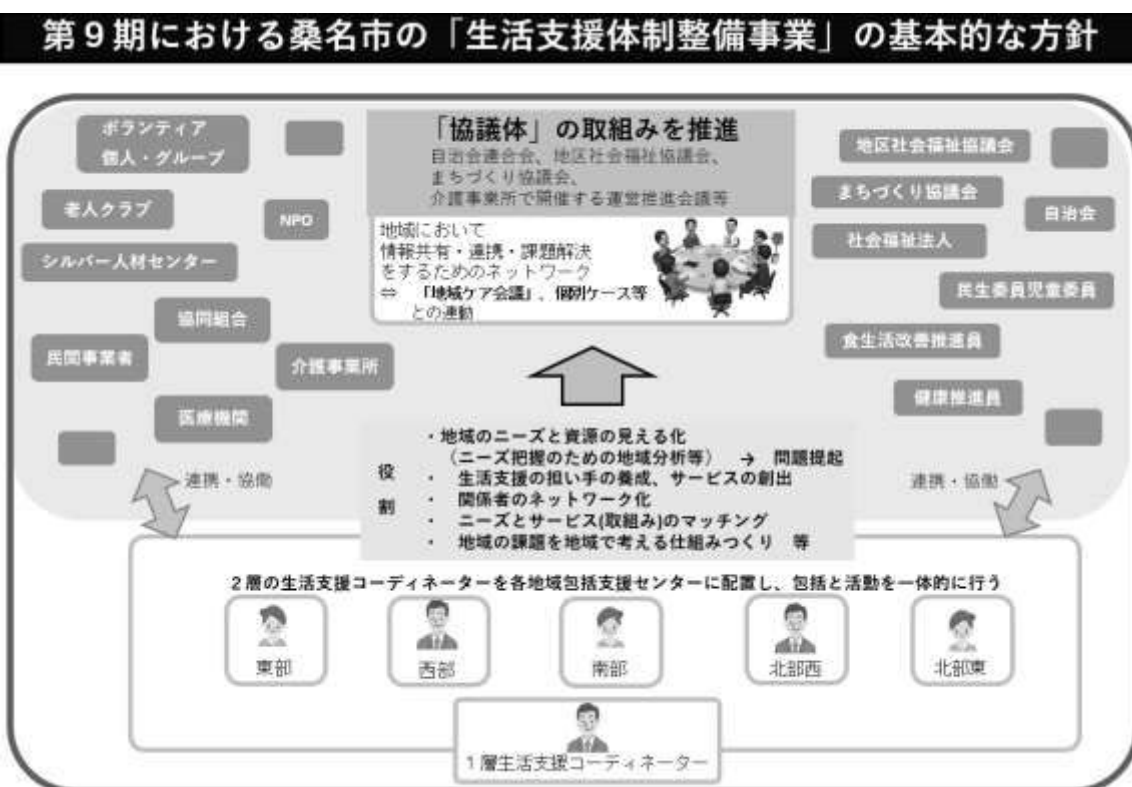 第9期における桑名市の「生活支援体制整備事業」の基本的な方針
ボランティア
個人・グループ
老人クラブ
NPO
シルバー人材センター
協同組合
民間事業者
介護事業所
医療機関
「協議体」の取組みを推進
自治会連合会、地区社会福祉協議会、
まちづくり協議会、
介護事業所で開催する運営推進会議等
地域において
情報共有・連携・課題解決
をするためのネットワーク
⇒ 「地域ケア会議」、個別ケース等
との連動
地区社会福祉協議会
まちづくり協議会
自治会
社会福祉法人
民生委員児童委員
食生活改善推進員
健康推進員
連携・協働
連携・協働
役割
・地域のニーズと資源の見える化
（ニーズ把握のための地域分析等） → 問題提起
・ 生活支援の担い手の養成、サービスの創出
・ 関係者のネットワーク化
・ ニーズとサービス(取組み)のマッチング
・ 地域の課題を地域で考える仕組みつくり 等
２層の生活支援コーディネーターを各地域包括支援センターに配置し、包括と活動を一体的に行う
東部
西部
南部
北部西
北部東
１層生活支援コーディネーター